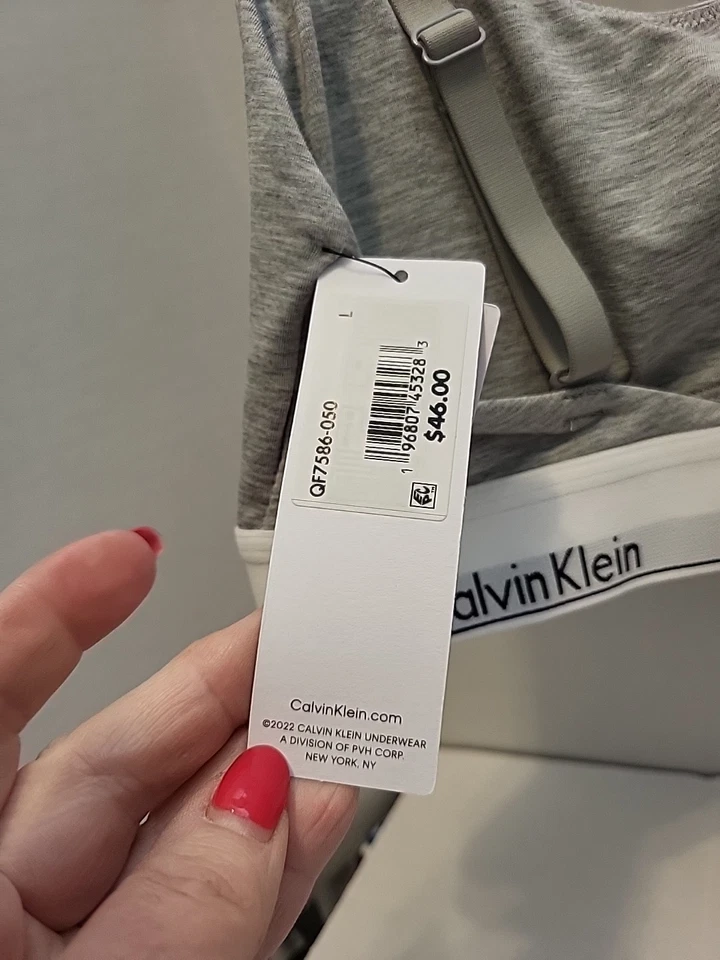 L
QF7586-050
1 96807 45328 3
$46.00
CalvinKlein.com
©2022 CALVIN KLEIN UNDERWEAR
A DIVISION OF PVH CORP.
NEW YORK, NY
alvin Klein